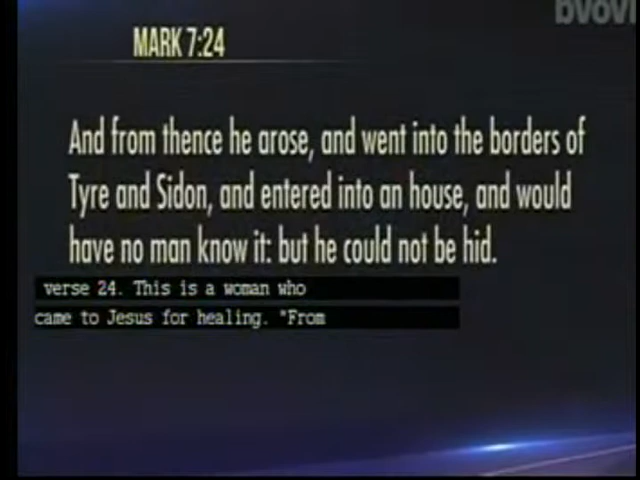 bvov
MARK 7:24
And from thence he arose, and went into the borders of
Tyre and Sidon, and entered into an house, and would
have no man know it: but he could not be hid.
verse 24. This is a woman who
came to Jesus for healing. "From